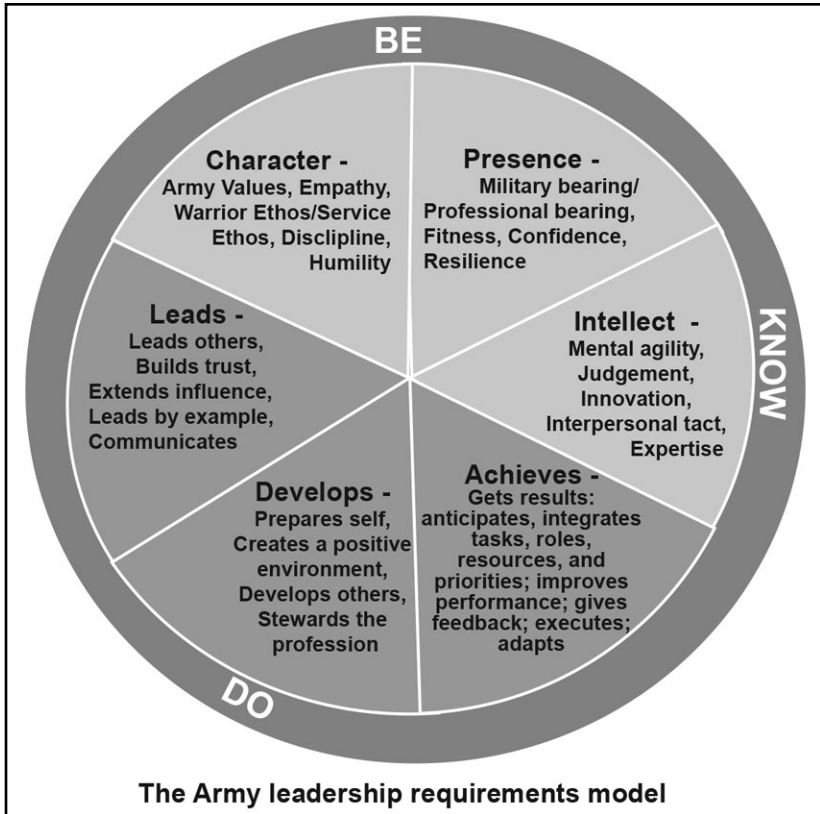 BE
Character -
Army Values, Empathy,
Warrior Ethos/Service
Ethos, Disclipline,
Humility
Presence -
Military bearing/
Professional bearing,
Fitness, Confidence,
Resilience
KNOW
Intellect -
Mental agility,
Judgement,
Innovation,
Interpersonal tact,
Expertise
Leads -
Leads others,
Builds trust,
Extends influence,
Leads by example,
Communicates
Develops -
Prepares self,
Creates a positive
environment,
Develops others,
Stewards the
profession
Achieves -
Gets results:
anticipates, integrates
tasks, roles,
resources, and
priorities; improves
performance; gives
feedback; executes;
adapts
DO
The Army leadership requirements model